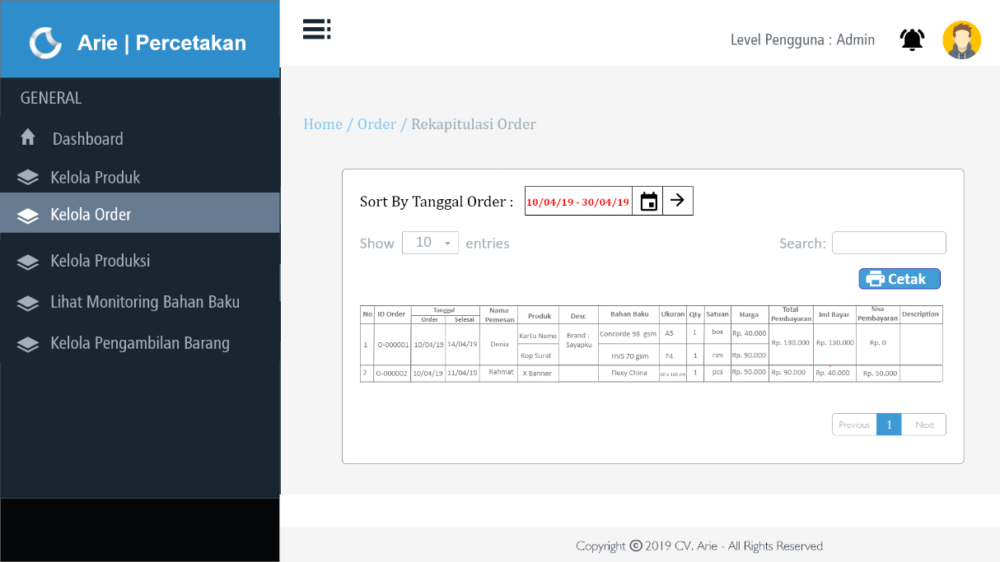 Arie | Percetakan
Level Pengguna : Admin
GENERAL
Dashboard
Kelola Produk
Kelola Order
Kelola Produksi
Lihat Monitoring Bahan Baku
Kelola Pengambilan Barang
Home / Order / Rekapitulasi Order
Sort By Tanggal Order : 10/04/19 - 30/04/19
Show 10 entries Search:
Cetak
No ID Order Tanggal Order Selesai Nama Pemesan Produk Desc Bahan Baku Ukuran Qty Satuan Harga Total Pembayaran Jml Bayar Sisa Pembayaran Description
1 O-000001 10/04/19 14/04/19 Denia Kartu Nama Brand : Sayapku Concorde 98 gsm A5 1 box Rp. 40.000 Rp. 130.000 Rp. 130.000 Rp. 0
Kop Surat HVS 70 gsm F4 1 rim Rp. 90.000
2 O-000002 10/04/19 11/04/19 Rahmat X Banner Flexy China 1 pcs Rp. 90.000 Rp. 90.000 Rp. 40.000 Rp. 50.000
Previous 1 Next
Copyright © 2019 CV. Arie - All Rights Reserved